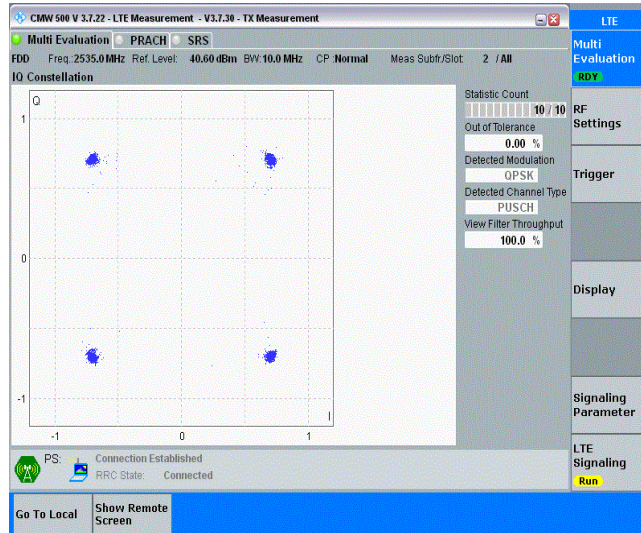 CMW 500 V 3.7.22 - LTE Measurement - V3.7.30 - TX Measurement
LTE
Multi Evaluation PRACH SRS
Multi
Evaluation
RDY
FDD Freq.:2535.0 MHz Ref. Level: 40.60 dBm BW:10.0 MHz CP :Normal Meas Subfr./Slot: 2 / All
IQ Constellation
Q
1
0
-1
-1
0
1
I
Statistic Count
10 / 10
Out of Tolerance
0.00 %
Detected Modulation
QPSK
Detected Channel Type
PUSCH
View Filter Throughput
100.0 %
RF
Settings
Trigger
Display
Signaling
Parameter
LTE
Signaling
Run
PS:
Connection Established
RRC State: Connected
Go To Local
Show Remote
Screen